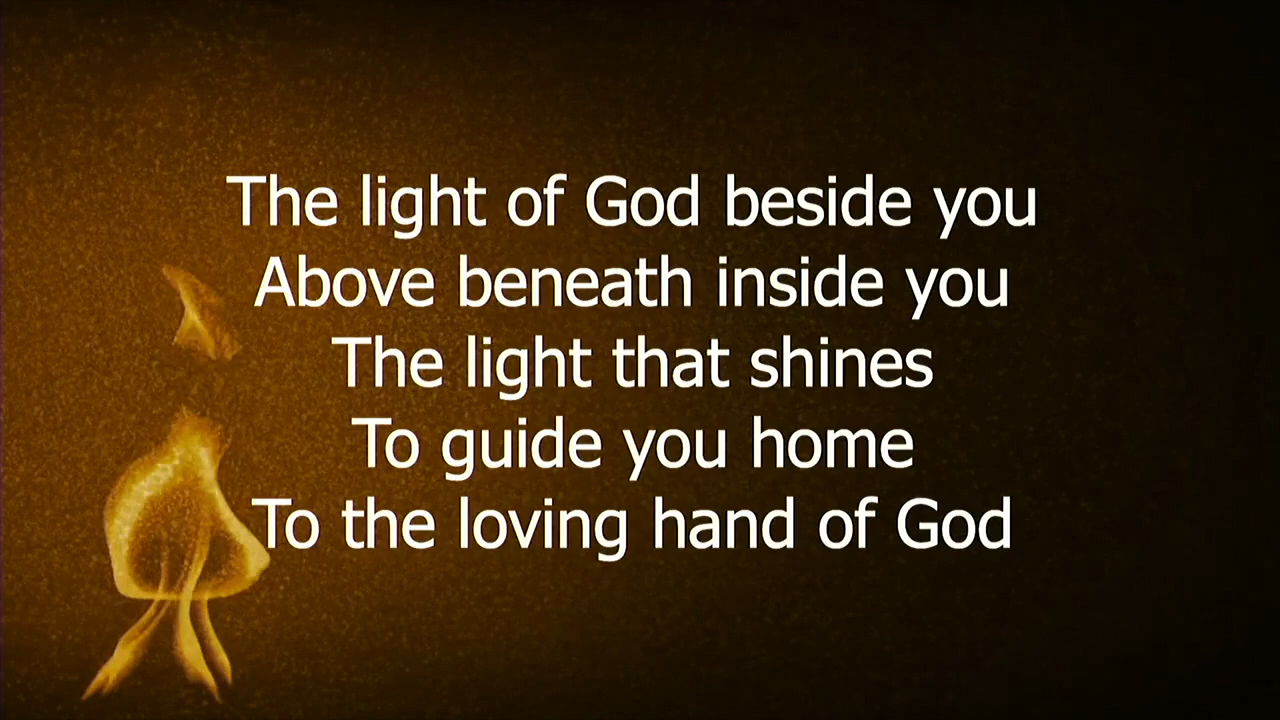 The light of God beside you
Above beneath inside you
The light that shines
To guide you home
To the loving hand of God